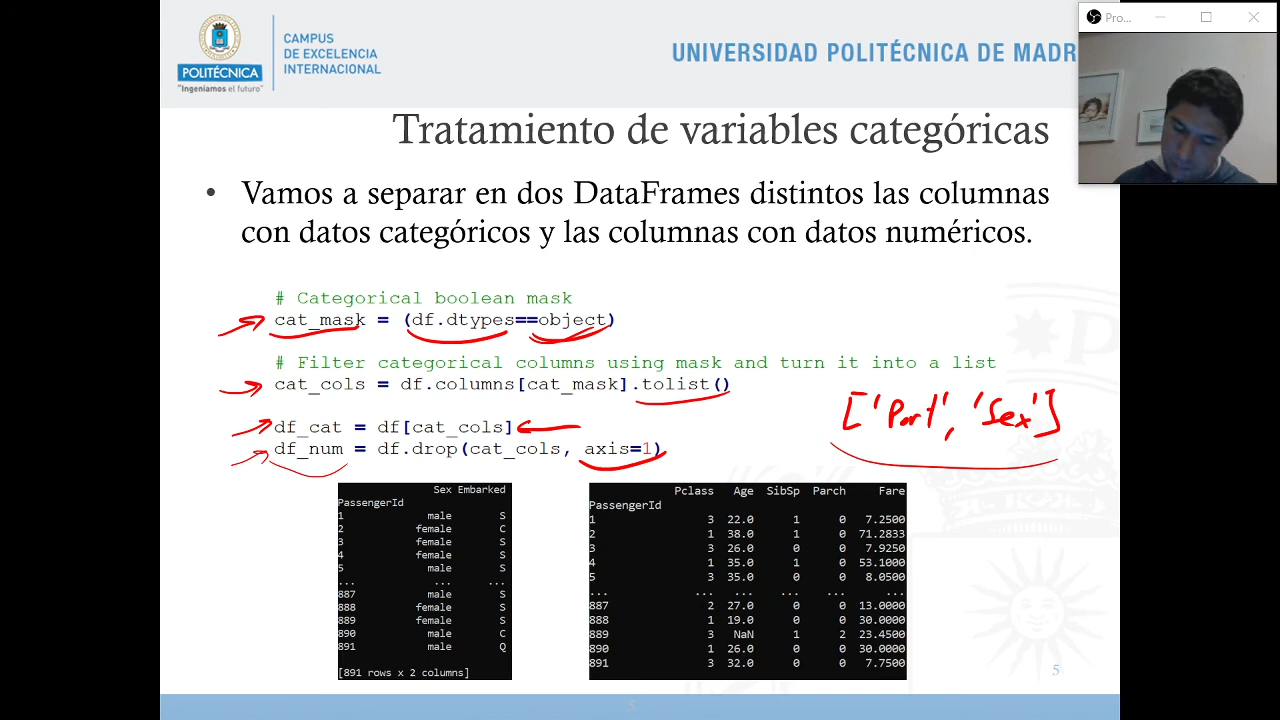 POLITÉCNICA
"Ingeniamos el futuro"
CAMPUS
DE EXCELENCIA
INTERNACIONAL
UNIVERSIDAD POLITÉCNICA DE MADR
Pro...
Tratamiento de variables categóricas
• Vamos a separar en dos DataFrames distintos las columnas
con datos categóricos y las columnas con datos numéricos.
# Categorical boolean mask
cat_mask = (df.dtypes==object)
# Filter categorical columns using mask and turn it into a list
cat_cols = df.columns[cat_mask].tolist()
df_cat = df[cat_cols]
df_num = df.drop(cat_cols, axis=1)
['Port', 'Sex']
Sex Embarked
PassengerId
1 male S
2 female C
3 female S
4 female S
5 male S
... ... ...
887 male S
888 female S
889 female S
890 male C
891 male Q
[891 rows x 2 columns]
Pclass Age SibSp Parch Fare
PassengerId
1 3 22.0 1 0 7.2500
2 1 38.0 1 0 71.2833
3 3 26.0 0 0 7.9250
4 1 35.0 1 0 53.1000
5 3 35.0 0 0 8.0500
... ... ... ... ... ...
887 2 27.0 0 0 13.0000
888 1 19.0 0 0 30.0000
889 3 NaN 1 2 23.4500
890 1 26.0 0 0 30.0000
891 3 32.0 0 0 7.7500
5
5